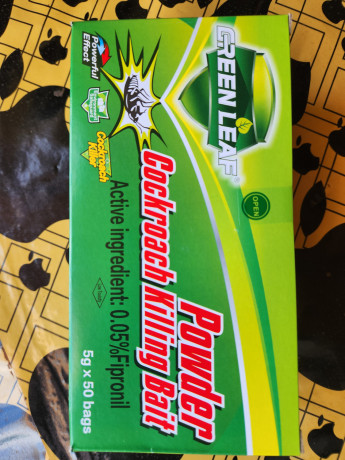 GREEN LEAF
OPEN
Powerful
Effect
Cockroach
Killer
Powder
Cockroach Killing Bait
Active ingredient: 0.05%Fipronil
5g x 50 bags